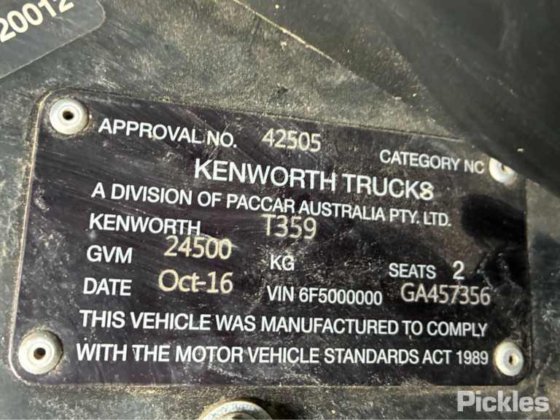 20012
APPROVAL NO. 42505 CATEGORY NC
KENWORTH TRUCKS
A DIVISION OF PACCAR AUSTRALIA PTY. LTD.
KENWORTH T359
GVM 24500 KG SEATS 2
DATE Oct-16 VIN 6F5000000 GA457356
THIS VEHICLE WAS MANUFACTURED TO COMPLY
WITH THE MOTOR VEHICLE STANDARDS ACT 1989
Pickles